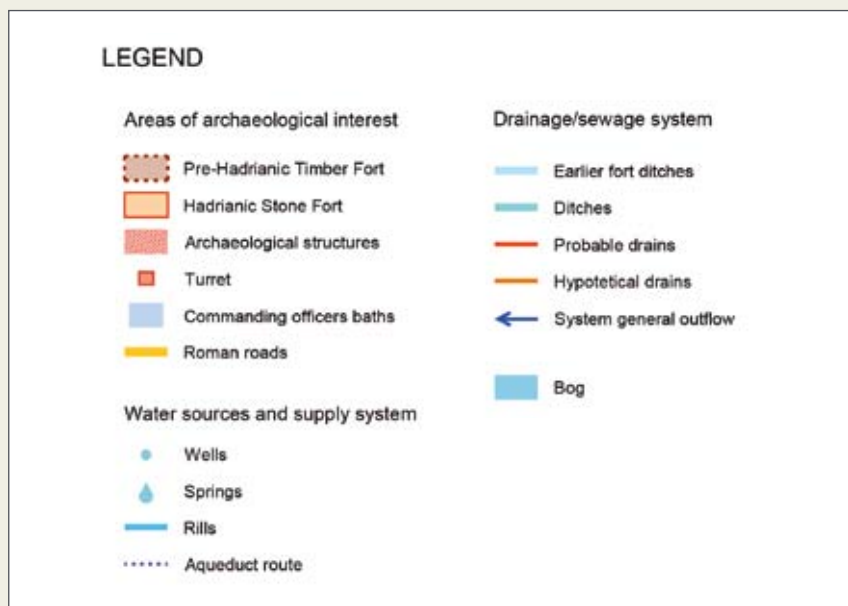 LEGEND
Areas of archaeological interest
Pre-Hadrianic Timber Fort
Hadrianic Stone Fort
Archaeological structures
Turret
Commanding officers baths
Roman roads
Water sources and supply system
Wells
Springs
Rills
Aqueduct route
Drainage/sewage system
Earlier fort ditches
Ditches
Probable drains
Hypotetical drains
System general outflow
Bog